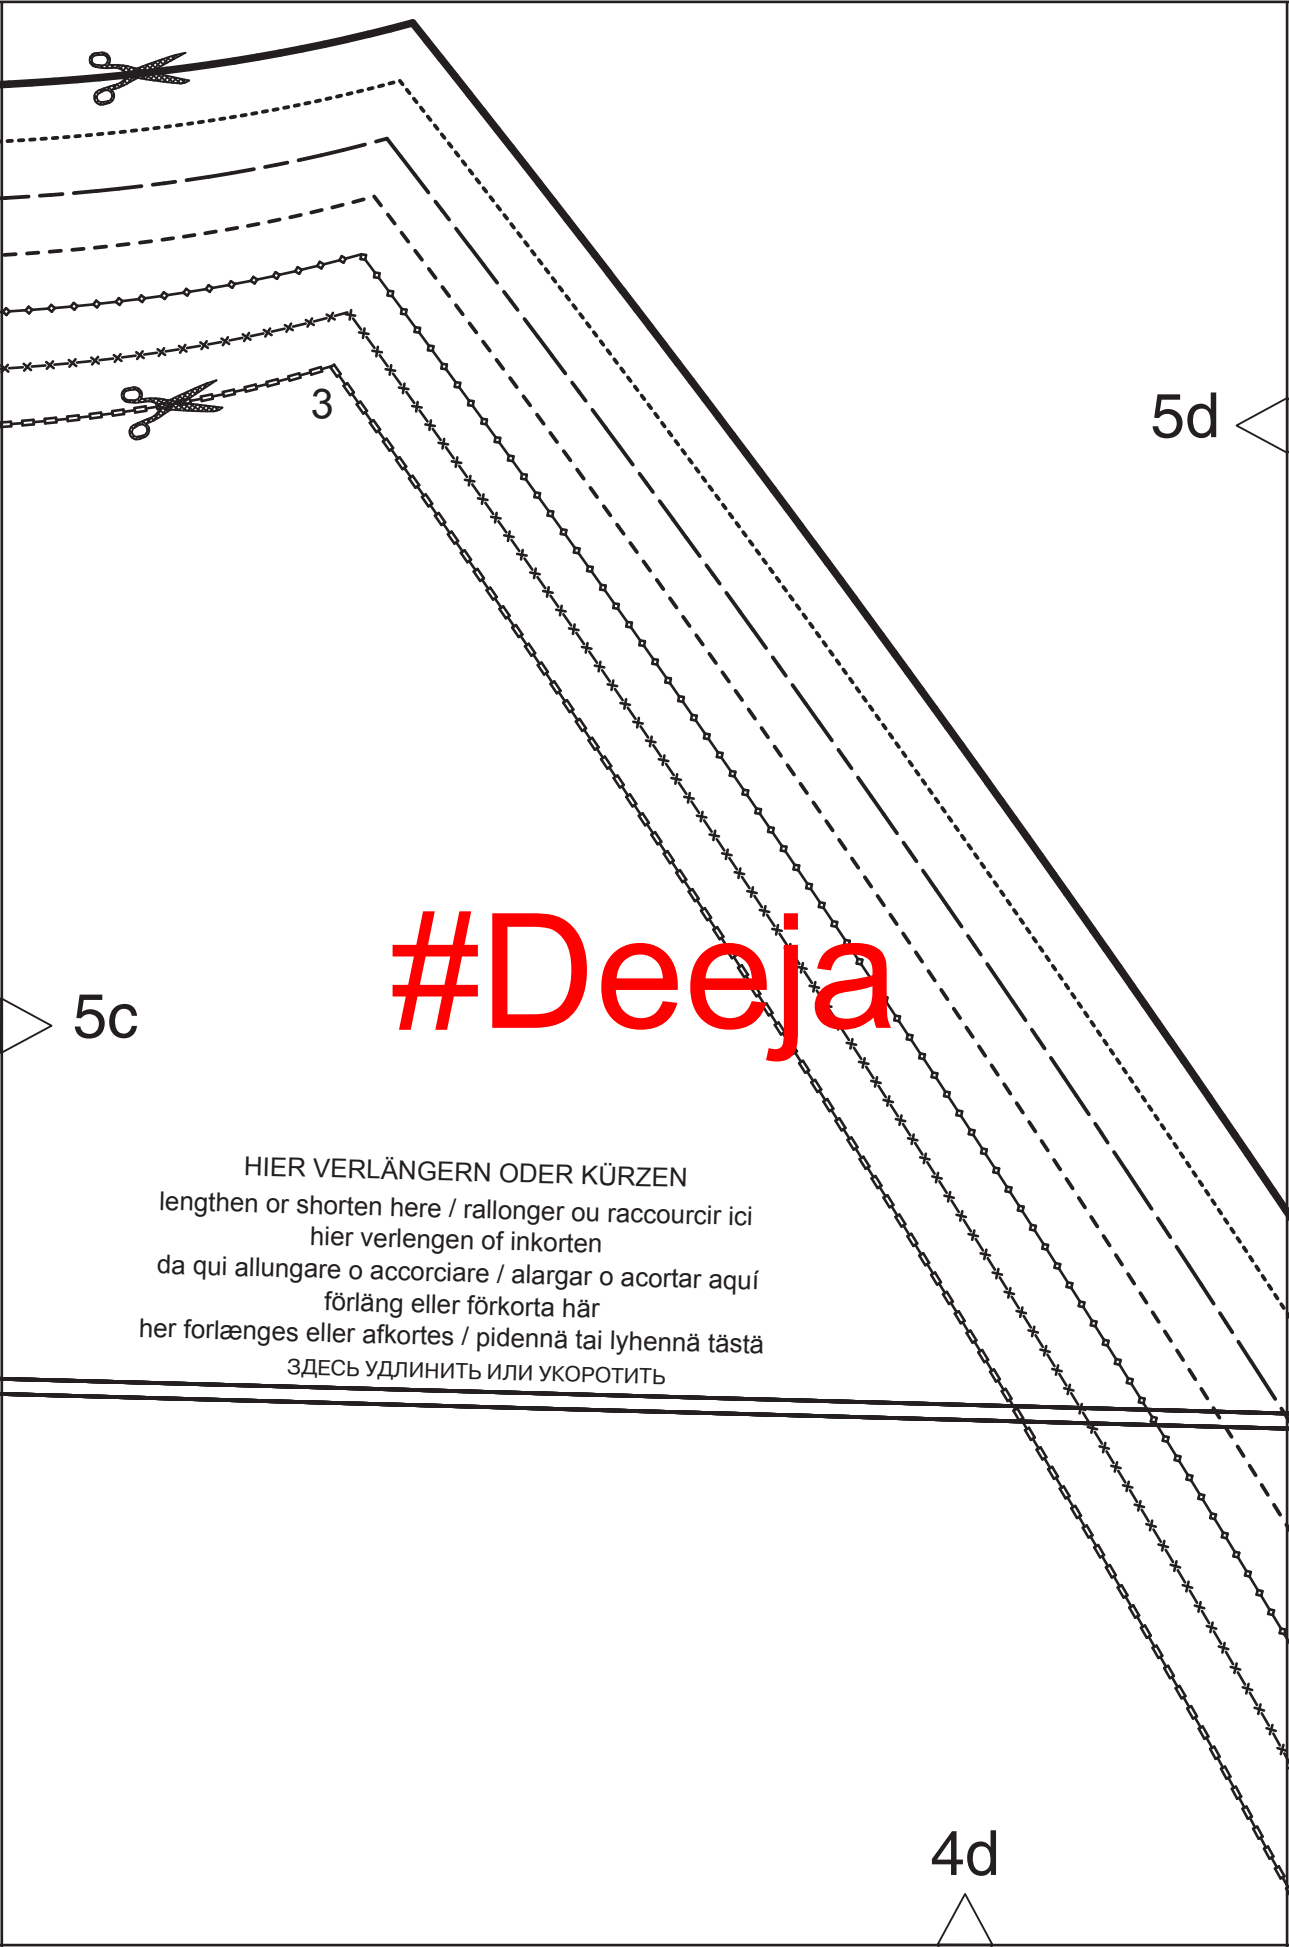 3
5d
#Deeja
5c
HIER VERLÄNGERN ODER KÜRZEN
lengthen or shorten here / rallonger ou raccourcir ici
hier verlengen of inkorten
da qui allungare o accorciare / alargar o acortar aquí
förläng eller förkorta här
her forlænges eller afkortes / pidennä tai lyhennä tästä
ЗДЕСЬ УДЛИНИТЬ ИЛИ УКОРОТИТЬ
4d